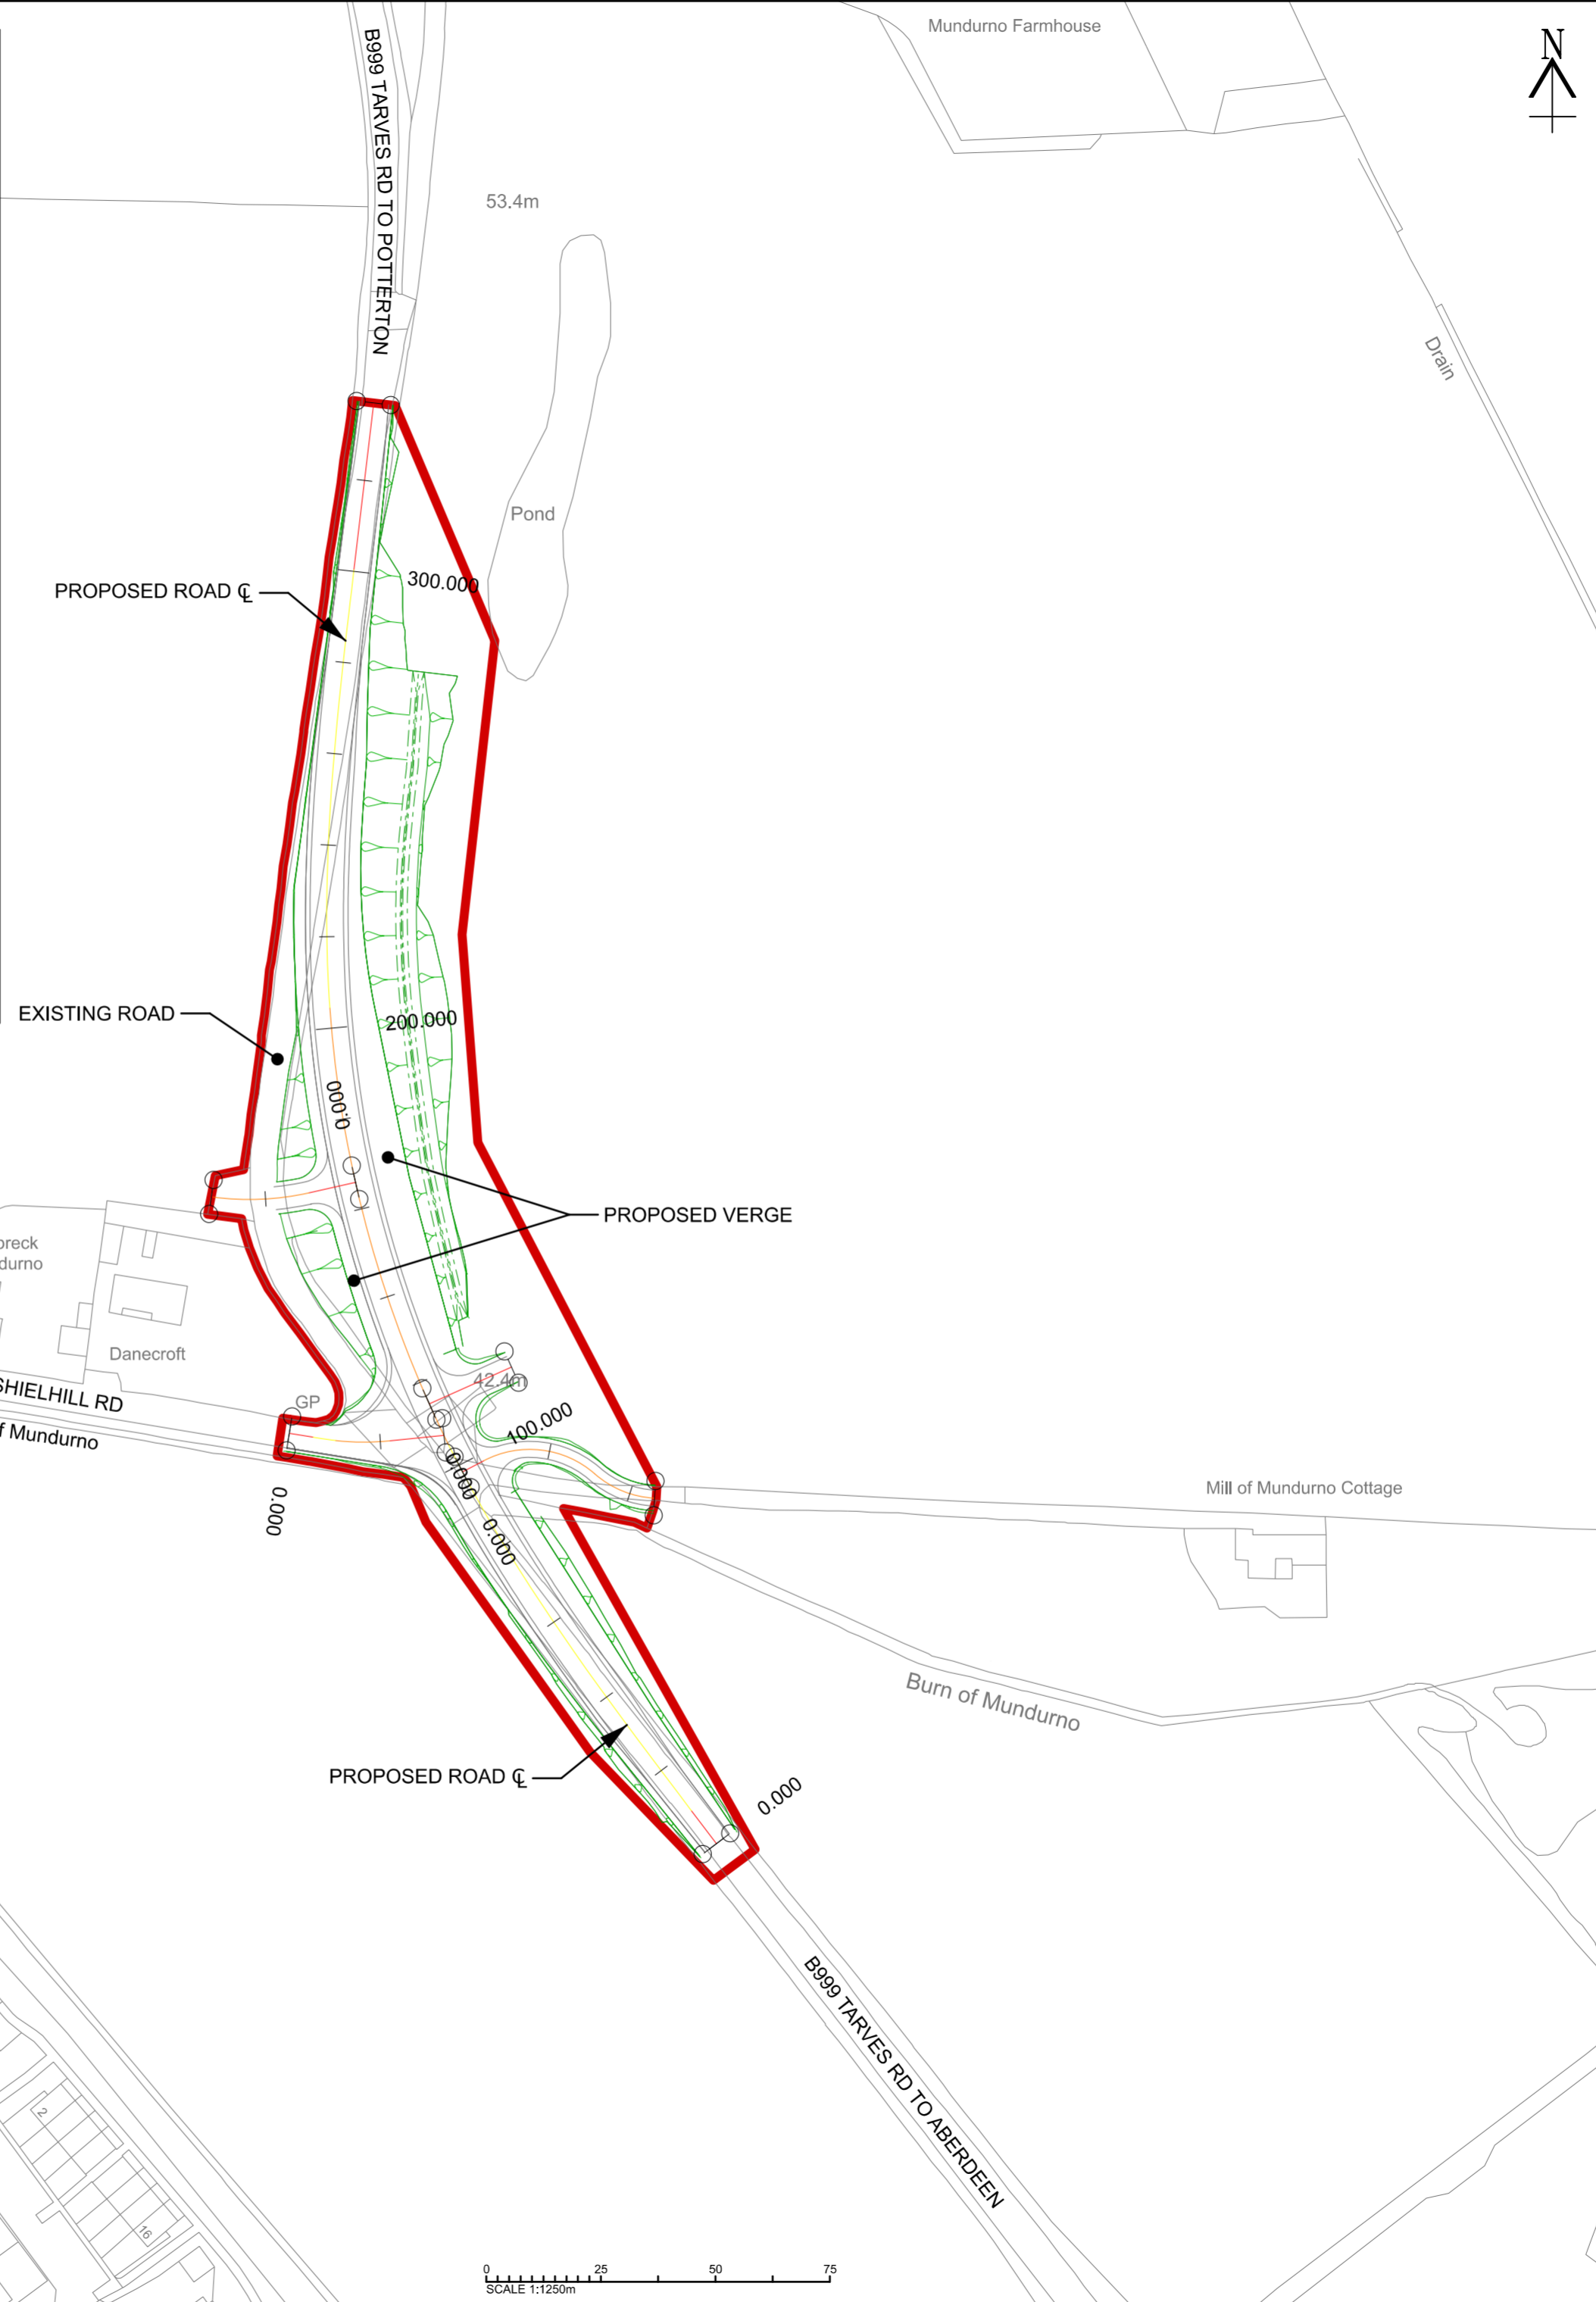 Mundurno Farmhouse
N
B999 TARVES RD TO POTTERTON
53.4m
Drain
Pond
300.000
PROPOSED ROAD ℄
EXISTING ROAD
200.000
0.000
PROPOSED VERGE
breck
durno
Danecroft
42.4m
SHIELHILL RD
GP
100.000
f Mundurno
0.000
0.000
0.000
Mill of Mundurno Cottage
Burn of Mundurno
PROPOSED ROAD ℄
0.000
B999 TARVES RD TO ABERDEEN
2
16
0 25 50 75
SCALE 1:1250m